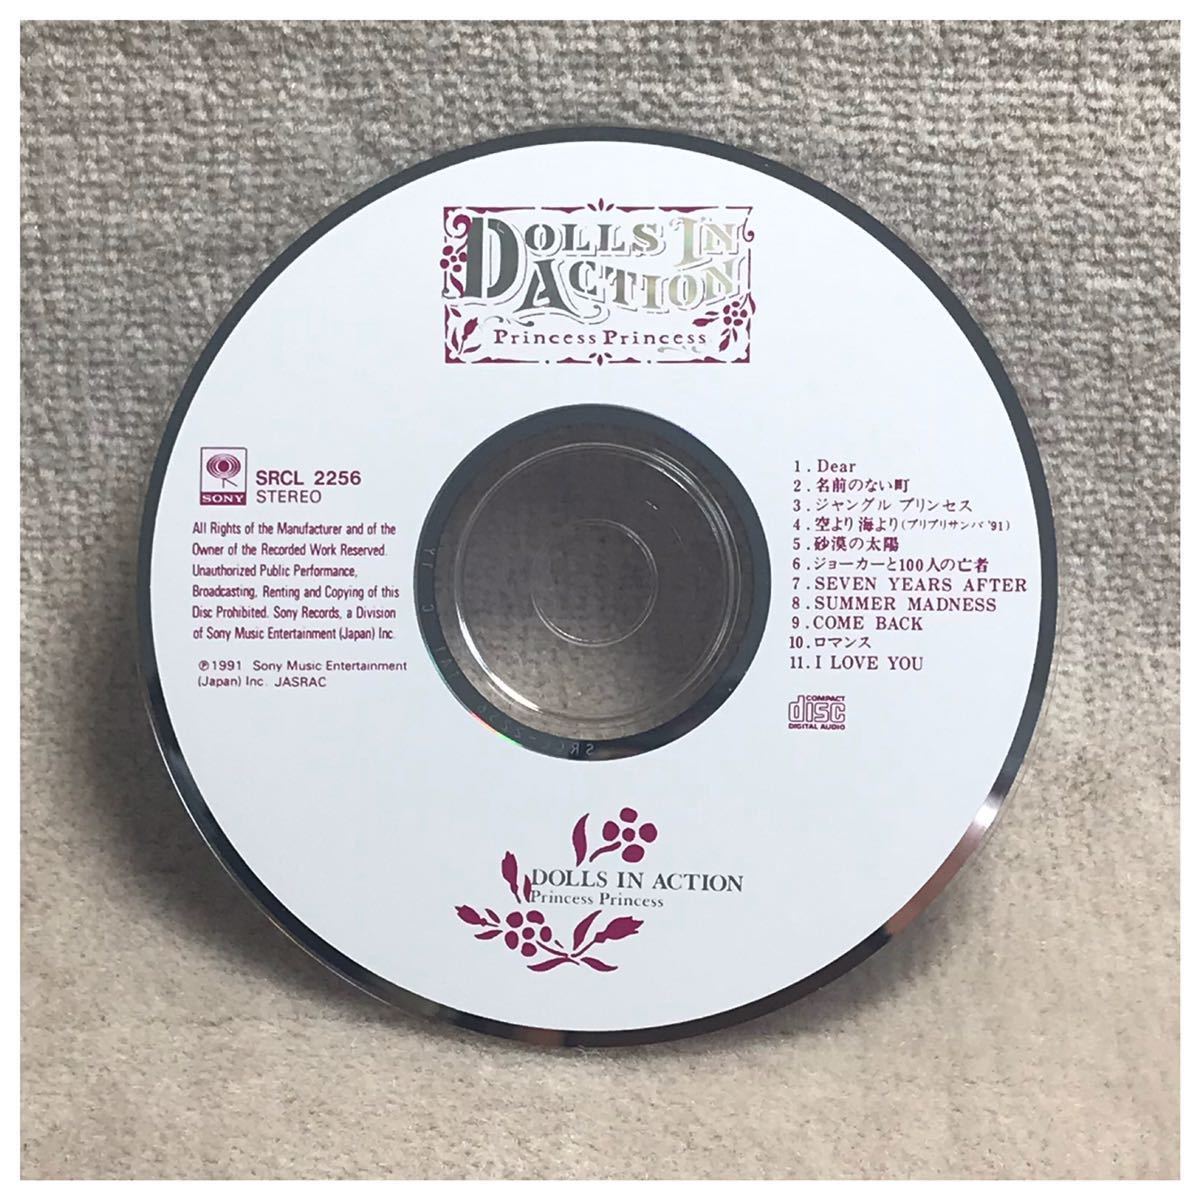 DOLLS IN
ACTION
Princess Princess
SONY
SRCL 2256
STEREO
All Rights of the Manufacturer and of the
Owner of the Recorded Work Reserved.
Unauthorized Public Performance,
Broadcasting, Renting and Copying of this
Disc Prohibited. Sony Records, a Division
of Sony Music Entertainment (Japan) Inc.
℗1991 Sony Music Entertainment
(Japan) Inc. JASRAC
1. Dear
2. 名前のない町
3. ジャングル プリンセス
4. 空より海より(プリプリサンバ '91)
5. 砂漠の太陽
6. ジョーカーと100人の亡者
7. SEVEN YEARS AFTER
8. SUMMER MADNESS
9. COME BACK
10. ロマンス
11. I LOVE YOU
COMPACT
disc
DIGITAL AUDIO
DOLLS IN ACTION
Princess Princess